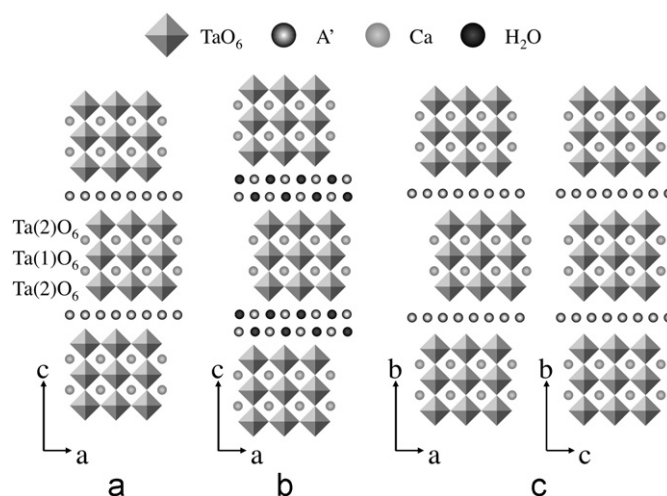 TaO₆ A' Ca H₂O
Ta(2)O₆
Ta(1)O₆
Ta(2)O₆
c c b b
a a a c
a b c